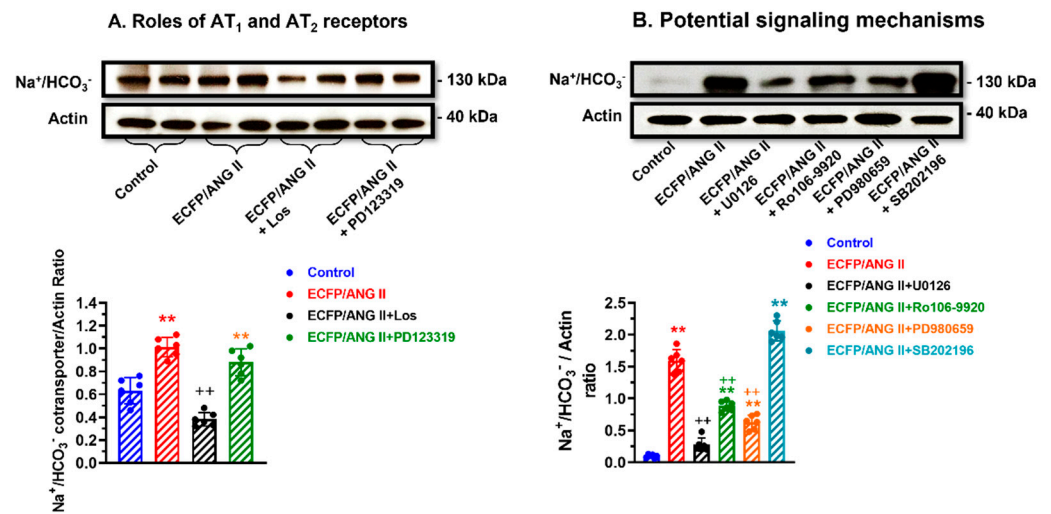 A. Roles of AT₁ and AT₂ receptors
Na⁺/HCO₃⁻
- 130 kDa
Actin
- 40 kDa
Control
ECFP/ANG II
ECFP/ANG II
+ Los
ECFP/ANG II
+ PD123319
Na⁺/HCO₃⁻ cotransporter/Actin Ratio
1.4
1.2
1.0
0.8
0.6
0.4
0.2
0.0
**
++
**
Control
ECFP/ANG II
ECFP/ANG II+Los
ECFP/ANG II+PD123319
B. Potential signaling mechanisms
Na⁺/HCO₃⁻
- 130 kDa
Actin
- 40 kDa
Control
ECFP/ANG II
ECFP/ANG II
+ U0126
ECFP/ANG II
+ Ro106-9920
ECFP/ANG II
+ PD980659
ECFP/ANG II
+ SB202196
Control
ECFP/ANG II
ECFP/ANG II+U0126
ECFP/ANG II+Ro106-9920
ECFP/ANG II+PD980659
ECFP/ANG II+SB202196
Na⁺/HCO₃⁻ / Actin
ratio
2.5
2.0
1.5
1.0
0.5
0.0
**
++
++
**
++
**
**